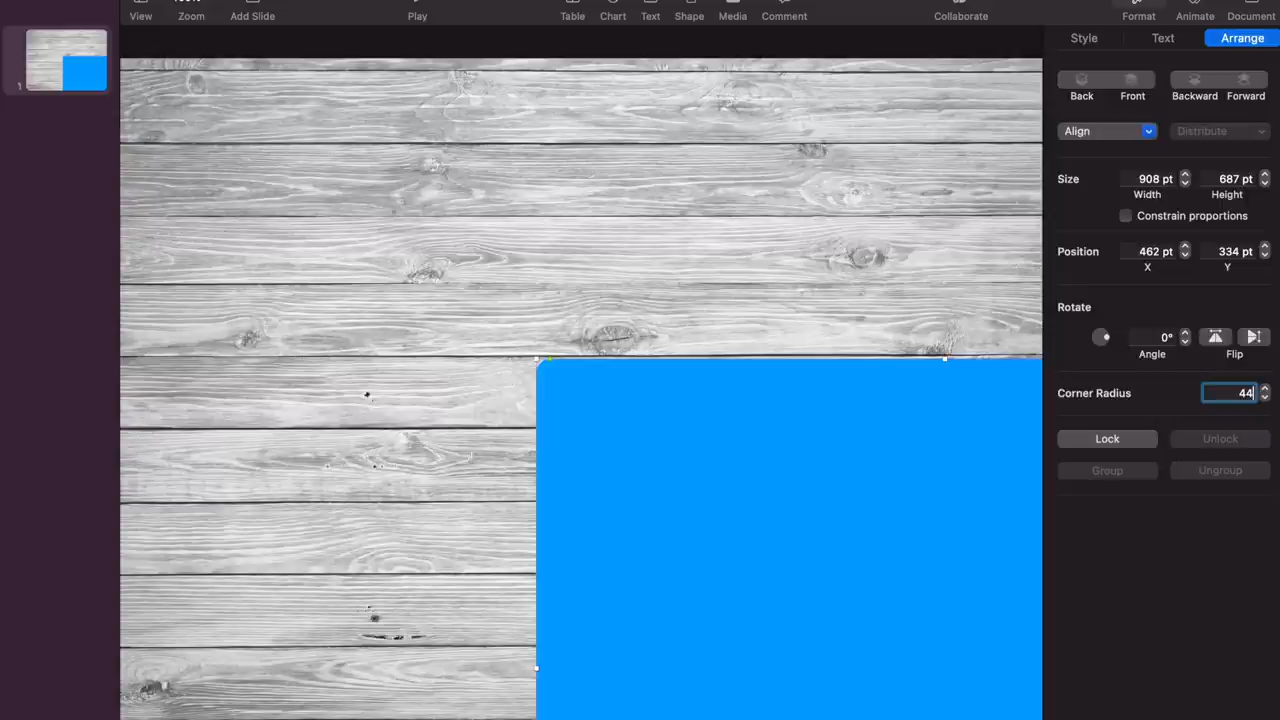 View Zoom Add Slide Play Table Chart Text Shape Media Comment Collaborate Format Animate Document
Style Text Arrange
Back Front Backward Forward
Align Distribute
Size 908 pt 687 pt
Width Height
Constrain proportions
Position 462 pt 334 pt
X Y
Rotate
0°
Angle Flip
Corner Radius 44
Lock Unlock
Group Ungroup
1